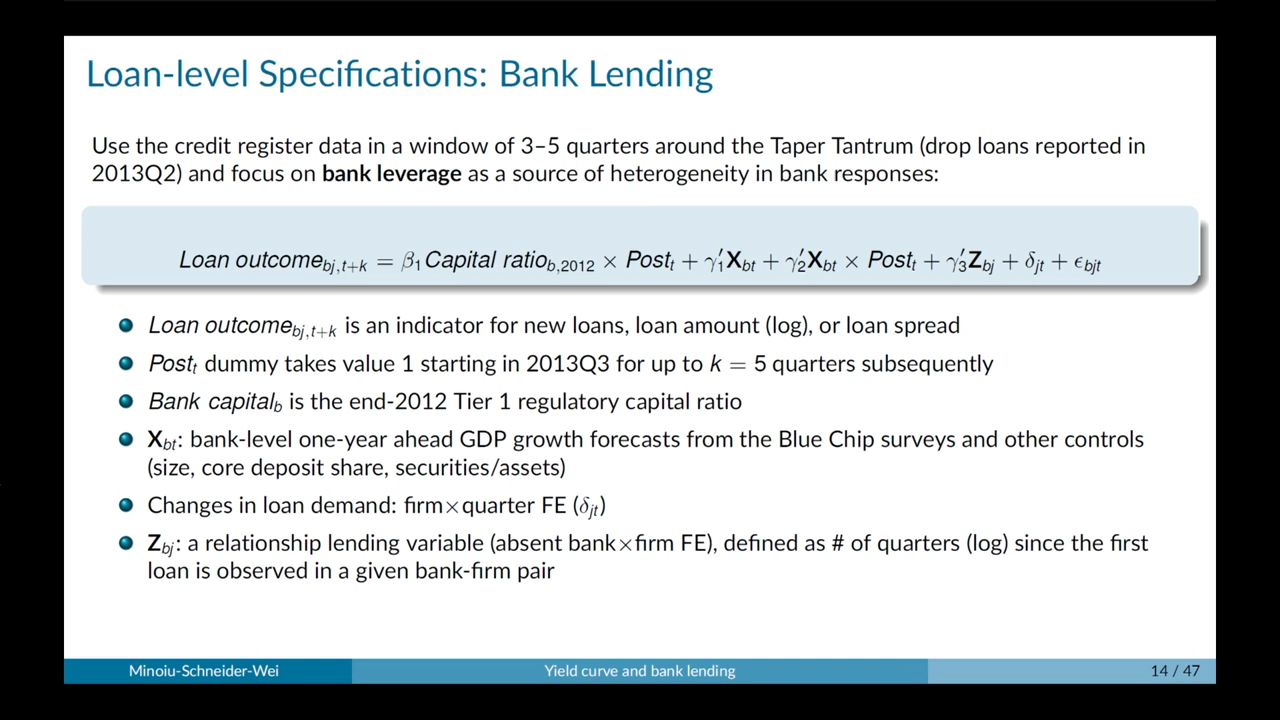 Loan-level Specifications: Bank Lending
Use the credit register data in a window of 3–5 quarters around the Taper Tantrum (drop loans reported in
2013Q2) and focus on bank leverage as a source of heterogeneity in bank responses:
Loan outcome_{bj,t+k} = β₁Capital ratio_{b,2012} × Post_t + γ′₁X_{bt} + γ′₂X_{bt} × Post_t + γ′₃Z_{bj} + δ_{jt} + ϵ_{bjt}
Loan outcome_{bj,t+k} is an indicator for new loans, loan amount (log), or loan spread
Post_t dummy takes value 1 starting in 2013Q3 for up to k = 5 quarters subsequently
Bank capital_b is the end-2012 Tier 1 regulatory capital ratio
X_{bt}: bank-level one-year ahead GDP growth forecasts from the Blue Chip surveys and other controls
(size, core deposit share, securities/assets)
Changes in loan demand: firm×quarter FE (δ_{jt})
Z_{bj}: a relationship lending variable (absent bank×firm FE), defined as # of quarters (log) since the first
loan is observed in a given bank-firm pair
Minoiu-Schneider-Wei
Yield curve and bank lending
14 / 47